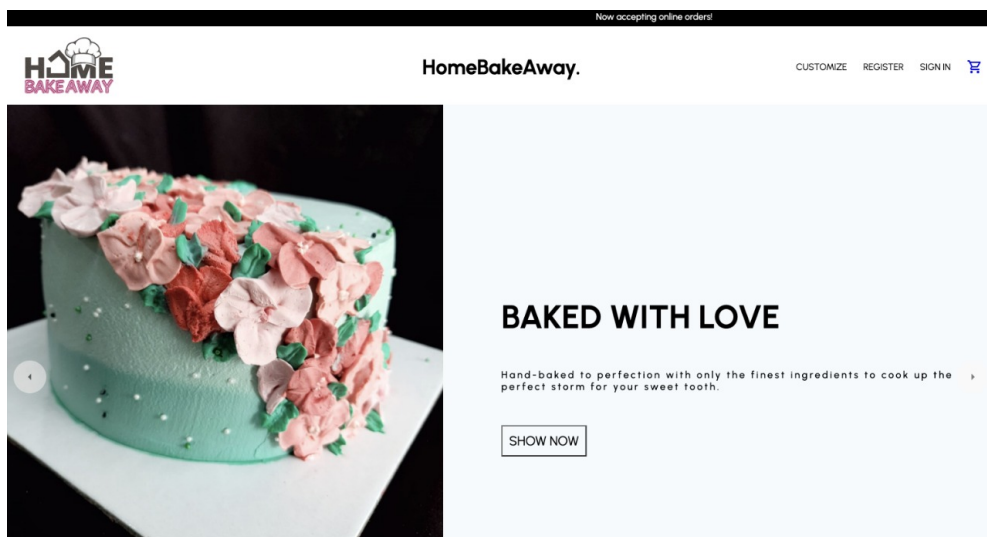 Now accepting online orders!
HOME
BAKEAWAY
HomeBakeAway.
CUSTOMIZE REGISTER SIGN IN
BAKED WITH LOVE
Hand-baked to perfection with only the finest ingredients to cook up the
perfect storm for your sweet tooth.
SHOW NOW